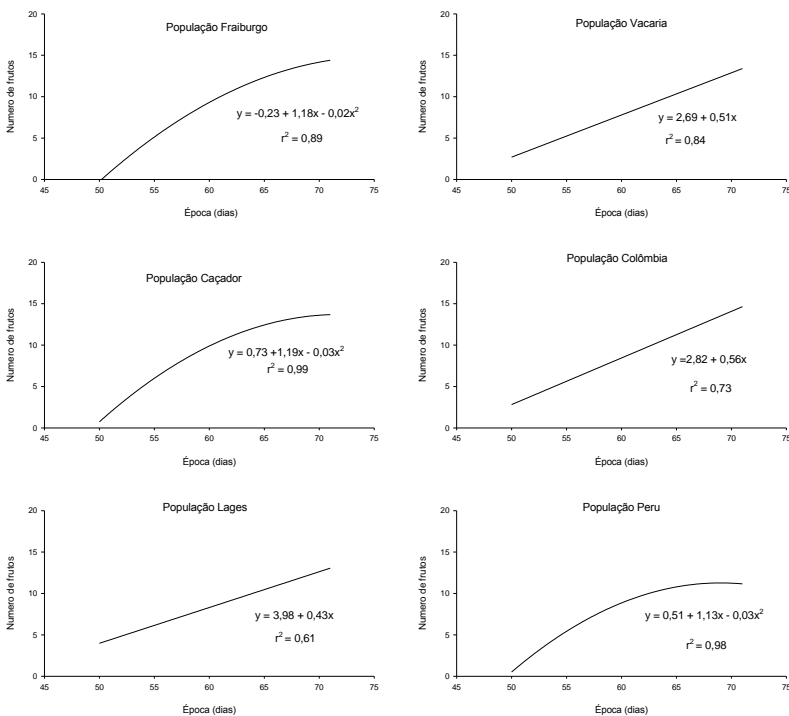 População Fraiburgo
Numero de frutos
20
15
10
5
0
y = -0,23 + 1,18x - 0,02x²
r² = 0,89
45 50 55 60 65 70 75
Época (dias)
População Vacaria
Numero de frutos
20
15
10
5
0
y = 2,69 + 0,51x
r² = 0,84
45 50 55 60 65 70 75
Época (dias)
População Caçador
Numero de frutos
20
15
10
5
0
y = 0,73 +1,19x - 0,03x²
r² = 0,99
45 50 55 60 65 70 75
Época (dias)
População Colômbia
Numero de frutos
20
15
10
5
0
y =2,82 + 0,56x
r² = 0,73
45 50 55 60 65 70 75
Época (dias)
População Lages
Numero de frutos
20
15
10
5
0
y = 3,98 + 0,43x
r² = 0,61
45 50 55 60 65 70 75
Época (dias)
População Peru
Numero de frutos
20
15
10
5
0
y = 0,51 + 1,13x - 0,03x²
r² = 0,98
45 50 55 60 65 70 75
Época (dias)